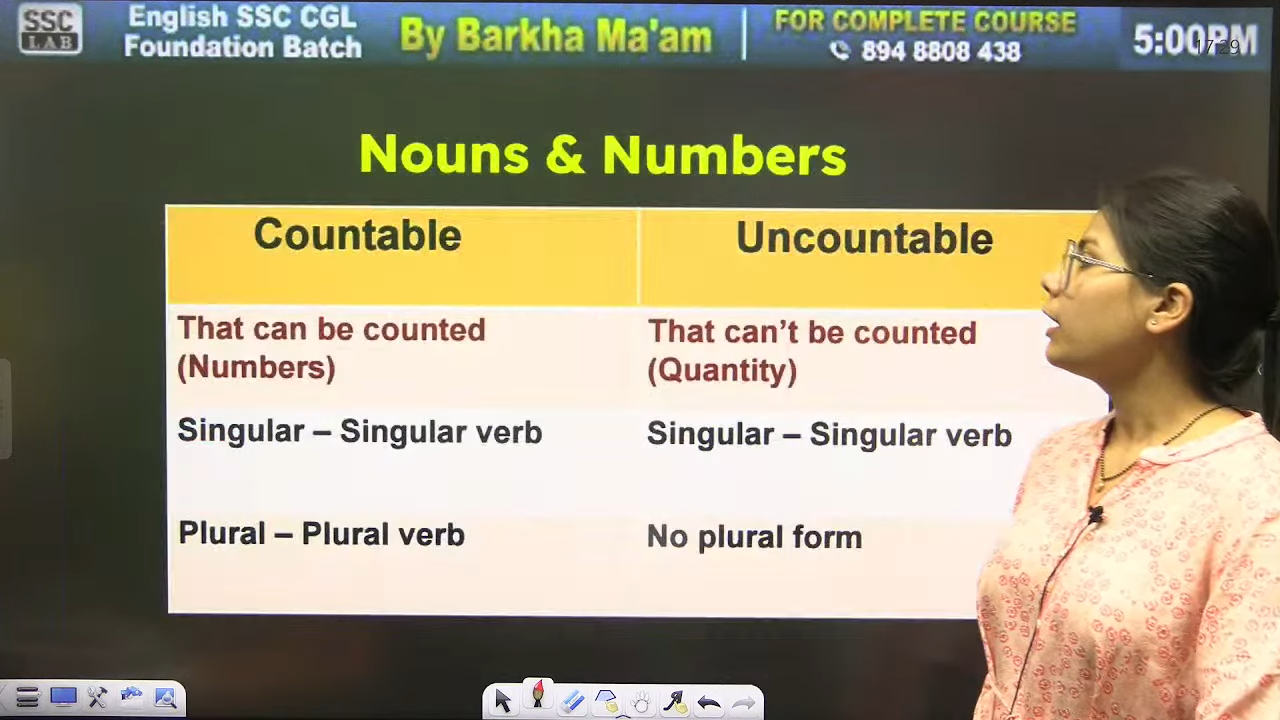 SSC
LAB
English SSC CGL
Foundation Batch
By Barkha Ma'am
FOR COMPLETE COURSE
894 8808 438
5:00PM
17:29
Nouns & Numbers
Countable
Uncountable
That can be counted
(Numbers)
That can't be counted
(Quantity)
Singular – Singular verb
Singular – Singular verb
Plural – Plural verb
No plural form